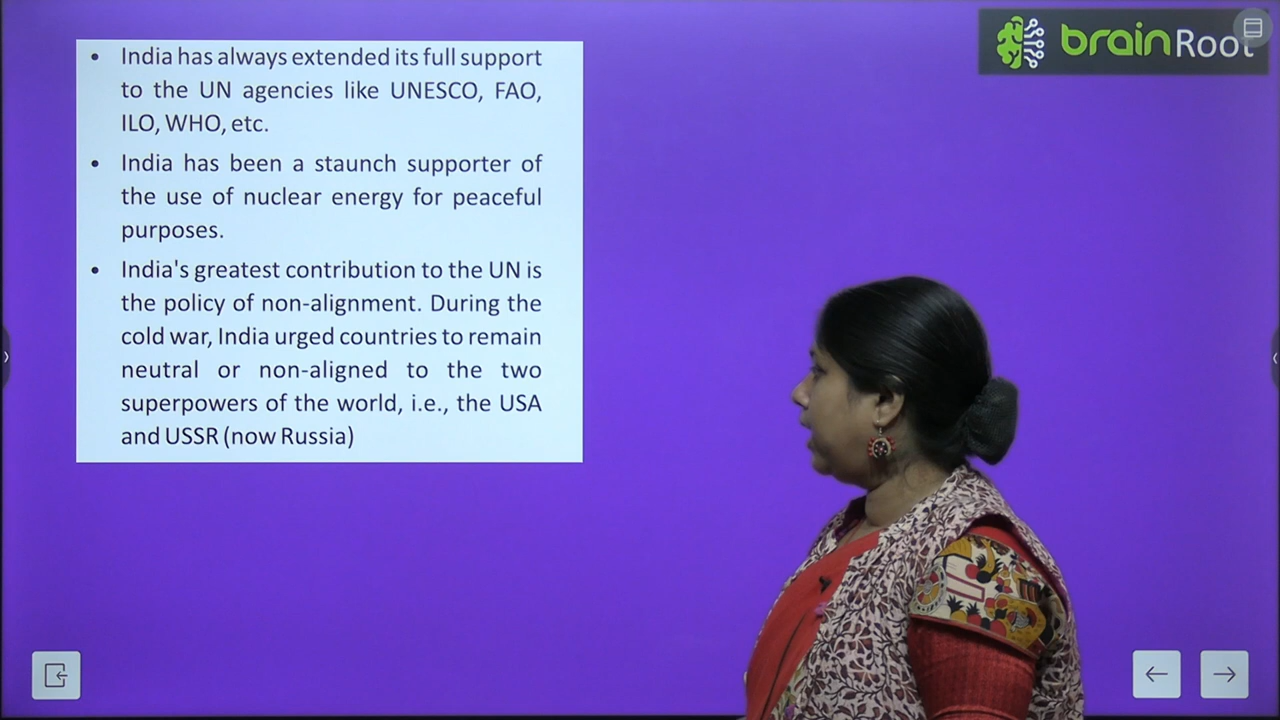 • India has always extended its full support
to the UN agencies like UNESCO, FAO,
ILO, WHO, etc.
• India has been a staunch supporter of
the use of nuclear energy for peaceful
purposes.
• India's greatest contribution to the UN is
the policy of non-alignment. During the
cold war, India urged countries to remain
neutral or non-aligned to the two
superpowers of the world, i.e., the USA
and USSR (now Russia)
brainRoot